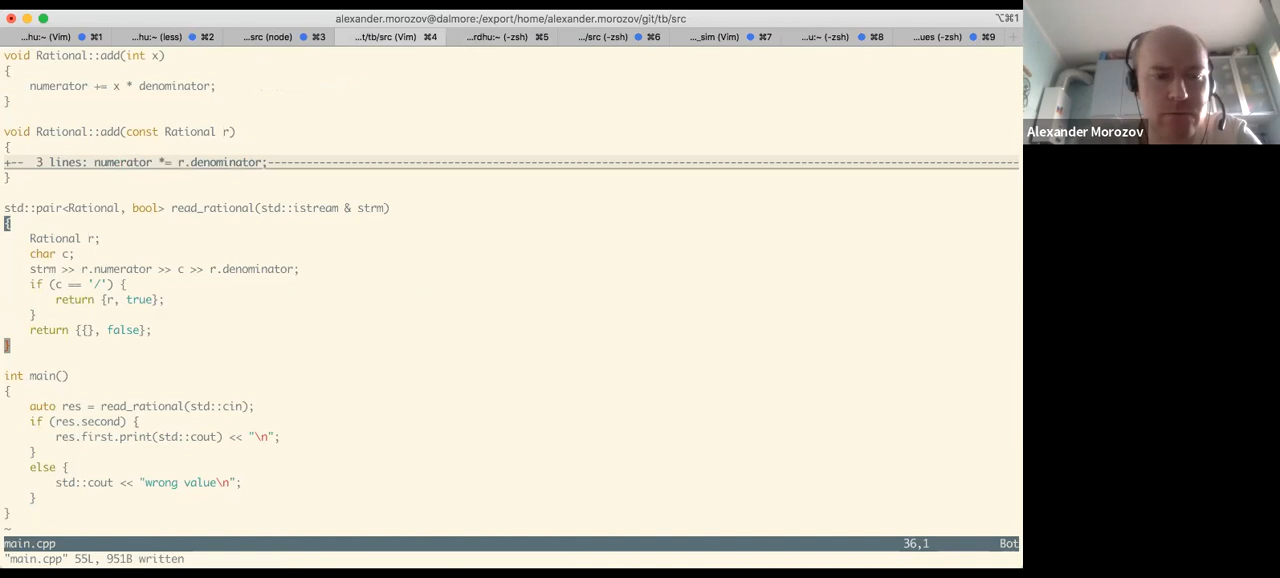 alexander.morozov@dalmore:/export/home/alexander.morozov/git/tb/src
⌥⌘1
...hu:~ (Vim) ⌘1 ...hu:~ (less) ⌘2 ...src (node) ⌘3 ...t/tb/src (Vim) ⌘4 ...rdhu:~ (-zsh) ⌘5 .../src (-zsh) ⌘6 ..._sim (Vim) ⌘7 ...u:~ (-zsh) ⌘8 ...ues (-zsh) ⌘9 +
void Rational::add(int x)
{
    numerator += x * denominator;
}
void Rational::add(const Rational r)
{
+--  3 lines: numerator *= r.denominator;---------------------------------------------------------------------------------------
}
std::pair<Rational, bool> read_rational(std::istream & strm)
{
    Rational r;
    char c;
    strm >> r.numerator >> c >> r.denominator;
    if (c == '/') {
        return {r, true};
    }
    return {{}, false};
}
int main()
{
    auto res = read_rational(std::cin);
    if (res.second) {
        res.first.print(std::cout) << "\n";
    }
    else {
        std::cout << "wrong value\n";
    }
}
~
main.cpp 36,1 Bot
"main.cpp" 55L, 951B written
Alexander Morozov